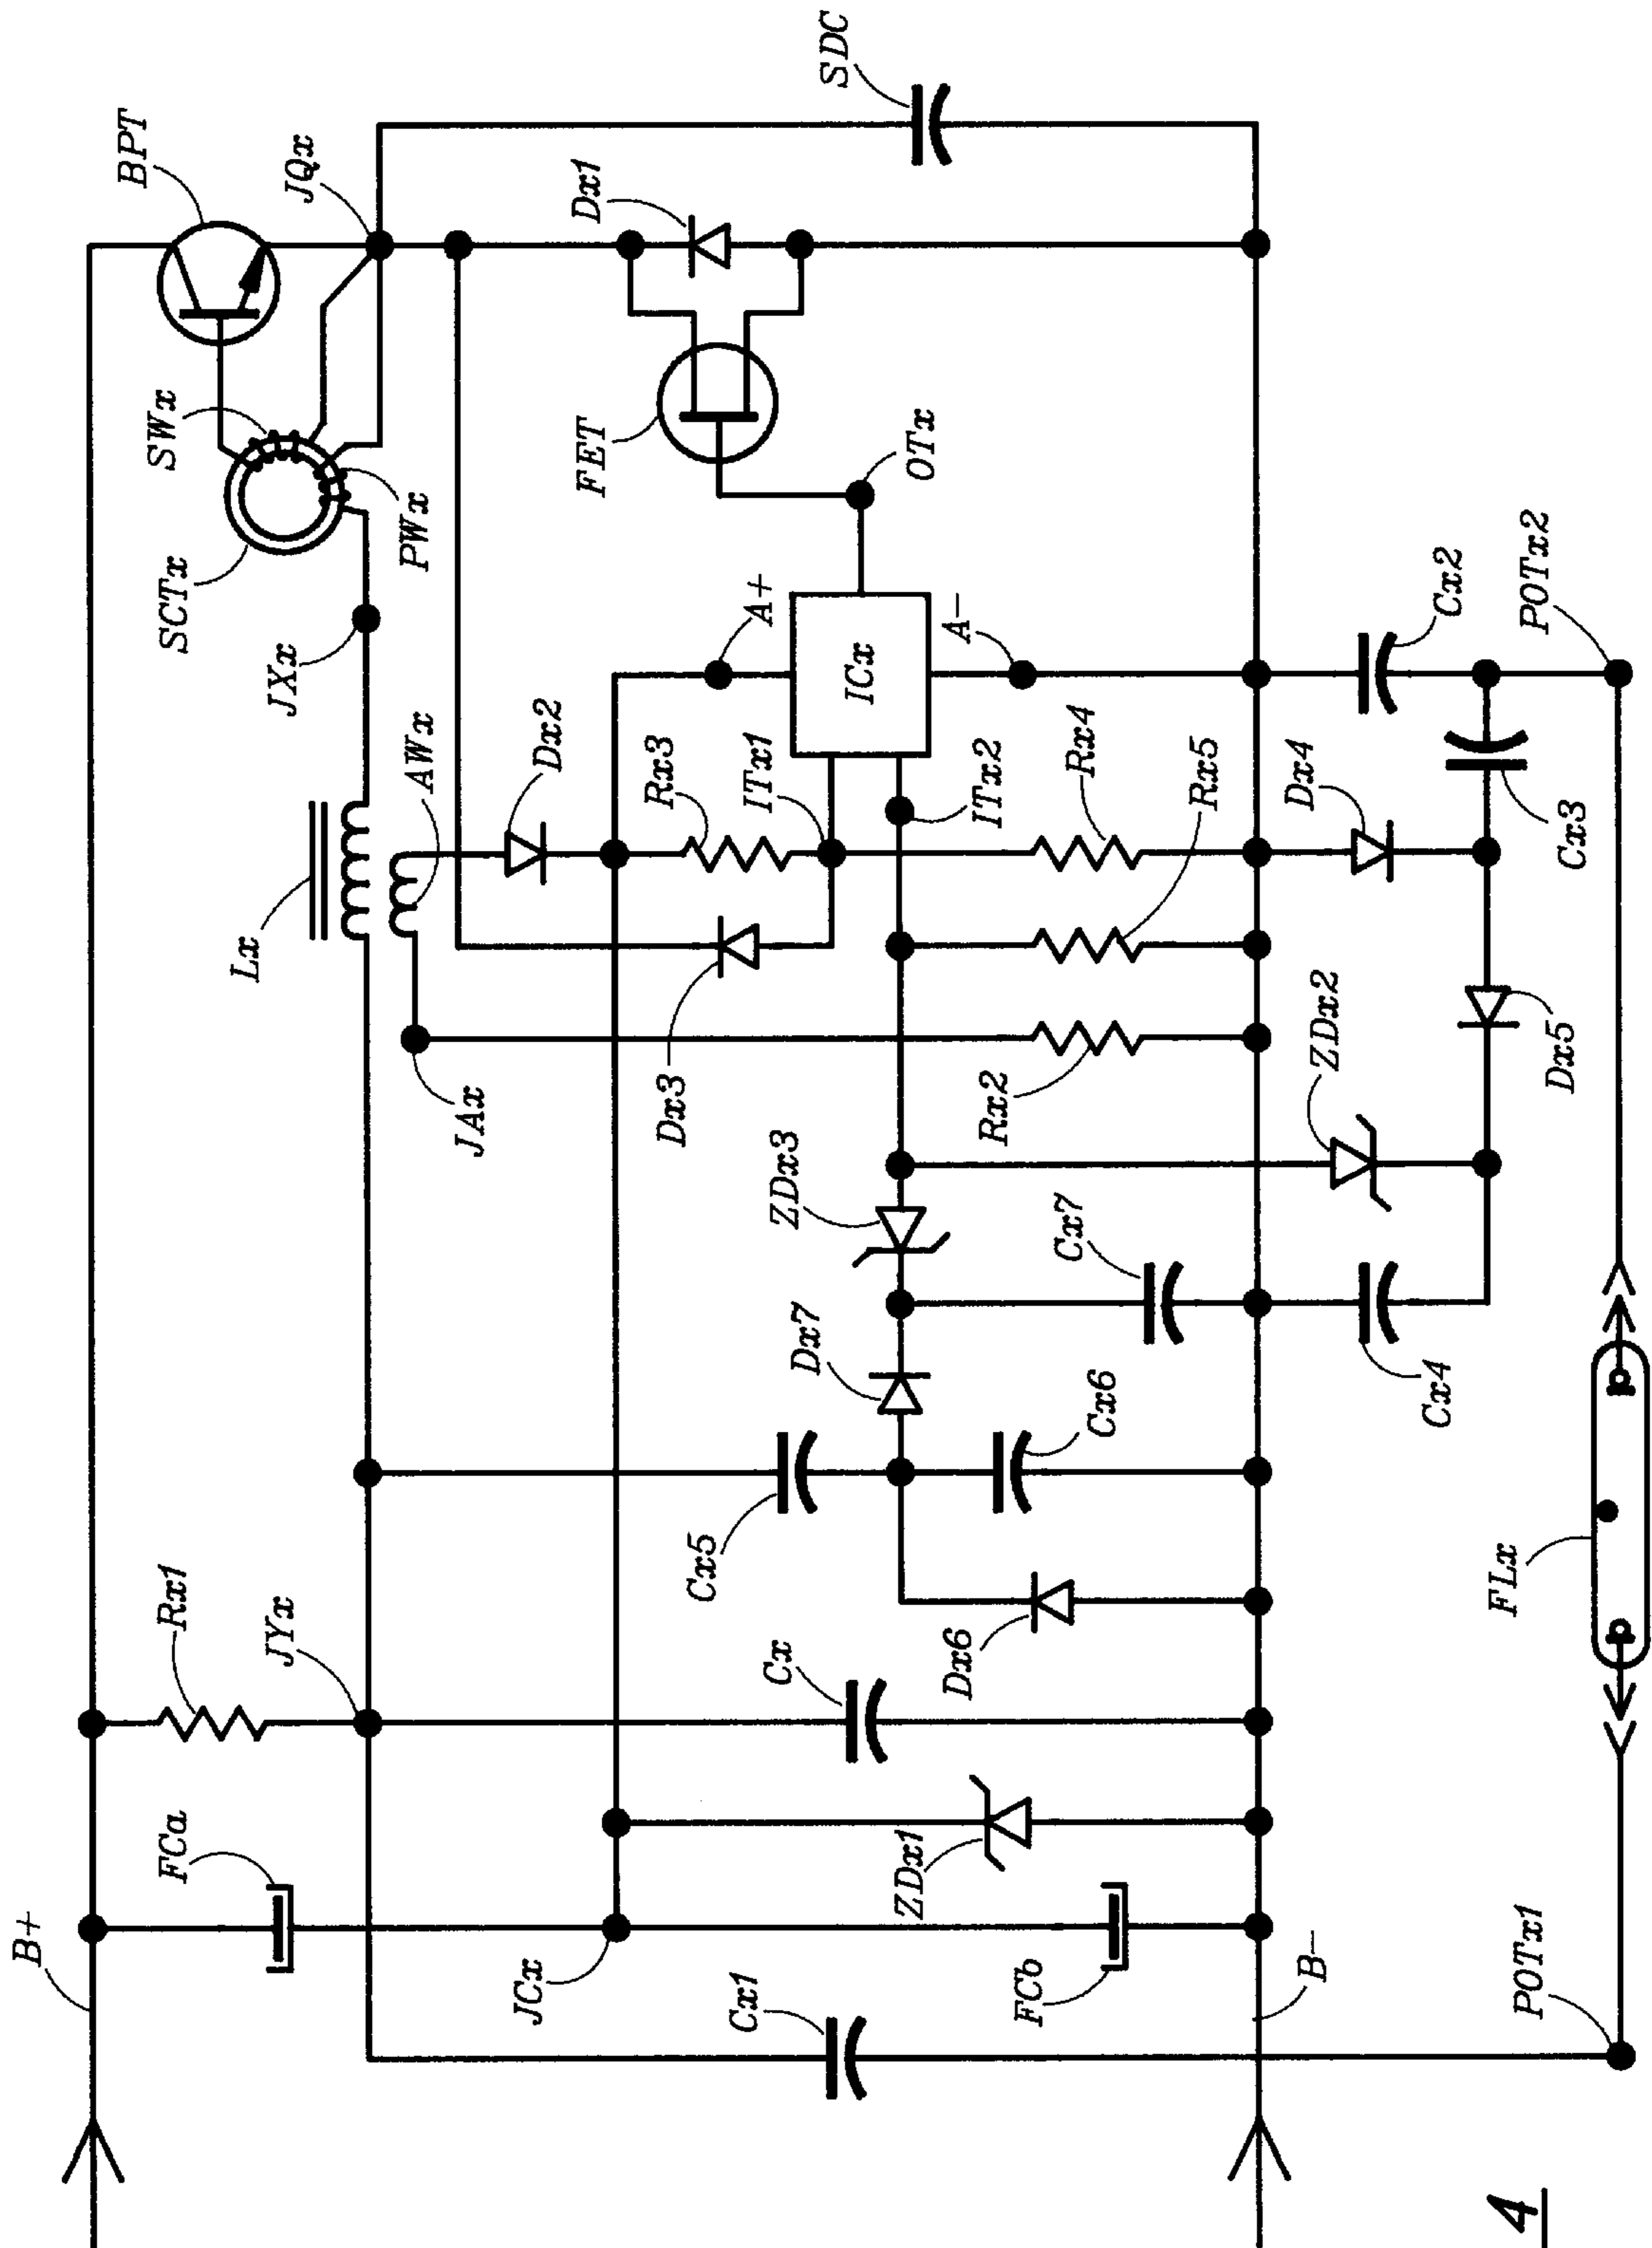 B+
FCa
Rx1
JYx
Lx
JXx
SCTx
SWx
PWx
BPT
JQx
SDC
AWx
Dx2
Dx3
JAx
Rx3
ITx1
A+
ICx
A-
OTx
FET
Dx1
JCx
Cx1
FCb
ZDx1
Cx
Dx6
Cx5
Cx6
Dx7
ZDx3
Cx7
Rx2
ITx2
Rx4
Rx5
B-
Cx4
ZDx2
Dx5
Dx4
Cx3
Cx2
POTx2
POTx1
FLx
4